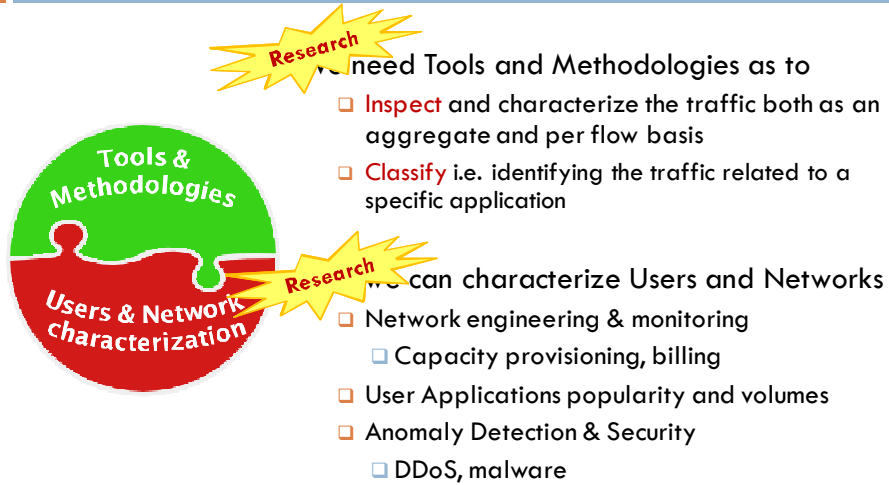 Research
need Tools and Methodologies as to
Inspect and characterize the traffic both as an
aggregate and per flow basis
Classify i.e. identifying the traffic related to a
specific application
Tools &
Methodologies
Users & Network
characterization
Research
we can characterize Users and Networks
Network engineering & monitoring
Capacity provisioning, billing
User Applications popularity and volumes
Anomaly Detection & Security
DDoS, malware